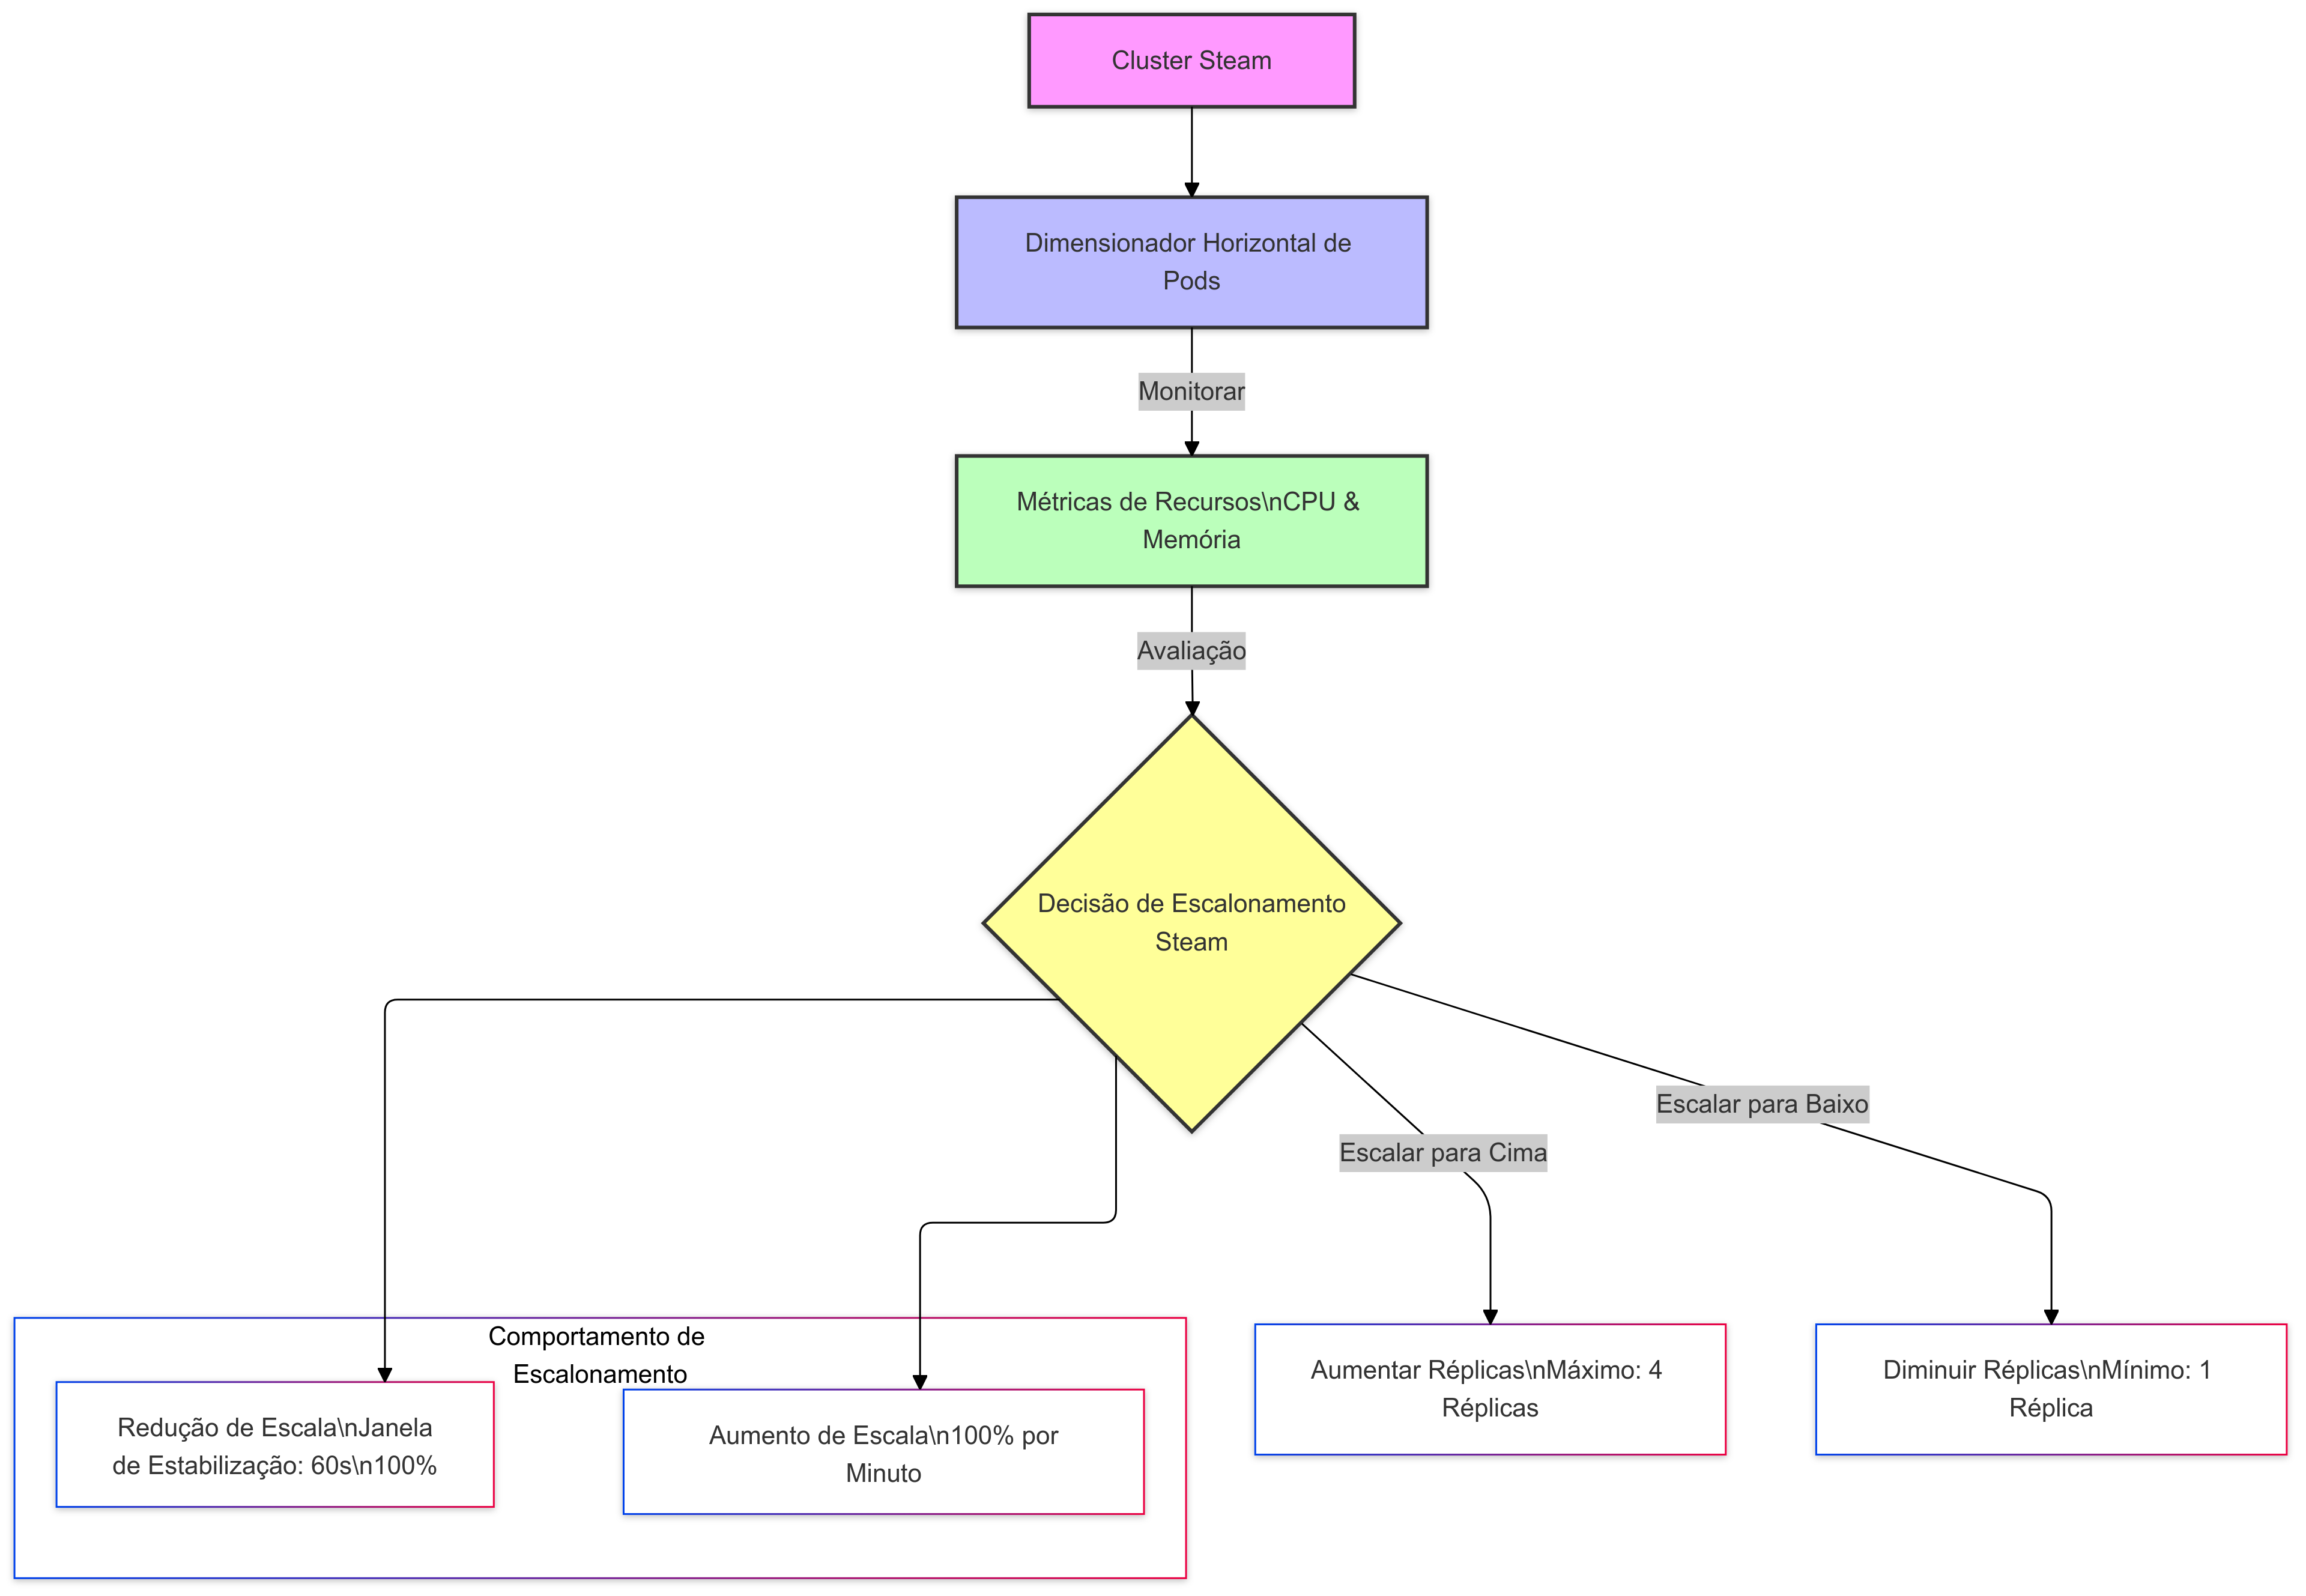 Cluster Steam
Dimensionador Horizontal de
Pods
Monitorar
Métricas de Recursos\nCPU &
Memória
Avaliação
Decisão de Escalonamento
Steam
Escalar para Baixo
Escalar para Cima
Comportamento de
Escalonamento
Redução de Escala\nJanela
de Estabilização: 60s\n100%
Aumento de Escala\n100% por
Minuto
Aumentar Réplicas\nMáximo: 4
Réplicas
Diminuir Réplicas\nMínimo: 1
Réplica